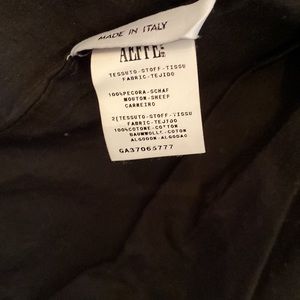 MADE IN ITALY
TESSUTO-STOFF-TISSU
FABRIC-TEJIDO
100%PECORA-SCHAF
MOUTON-SHEEP
CARNEIRO
2[TESSUTO-STOFF-TISSU
FABRIC-TEJIDO
100%COTONE-COTTON
BAUMWOLLE-COTON
ALGODON-ALGODAO
GA37065777